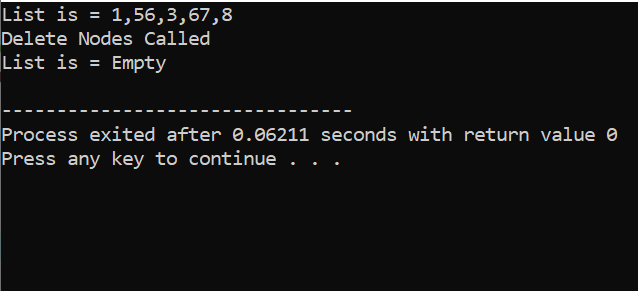 List is = 1,56,3,67,8
Delete Nodes Called
List is = Empty
--------------------------------
Process exited after 0.06211 seconds with return value 0
Press any key to continue . . .